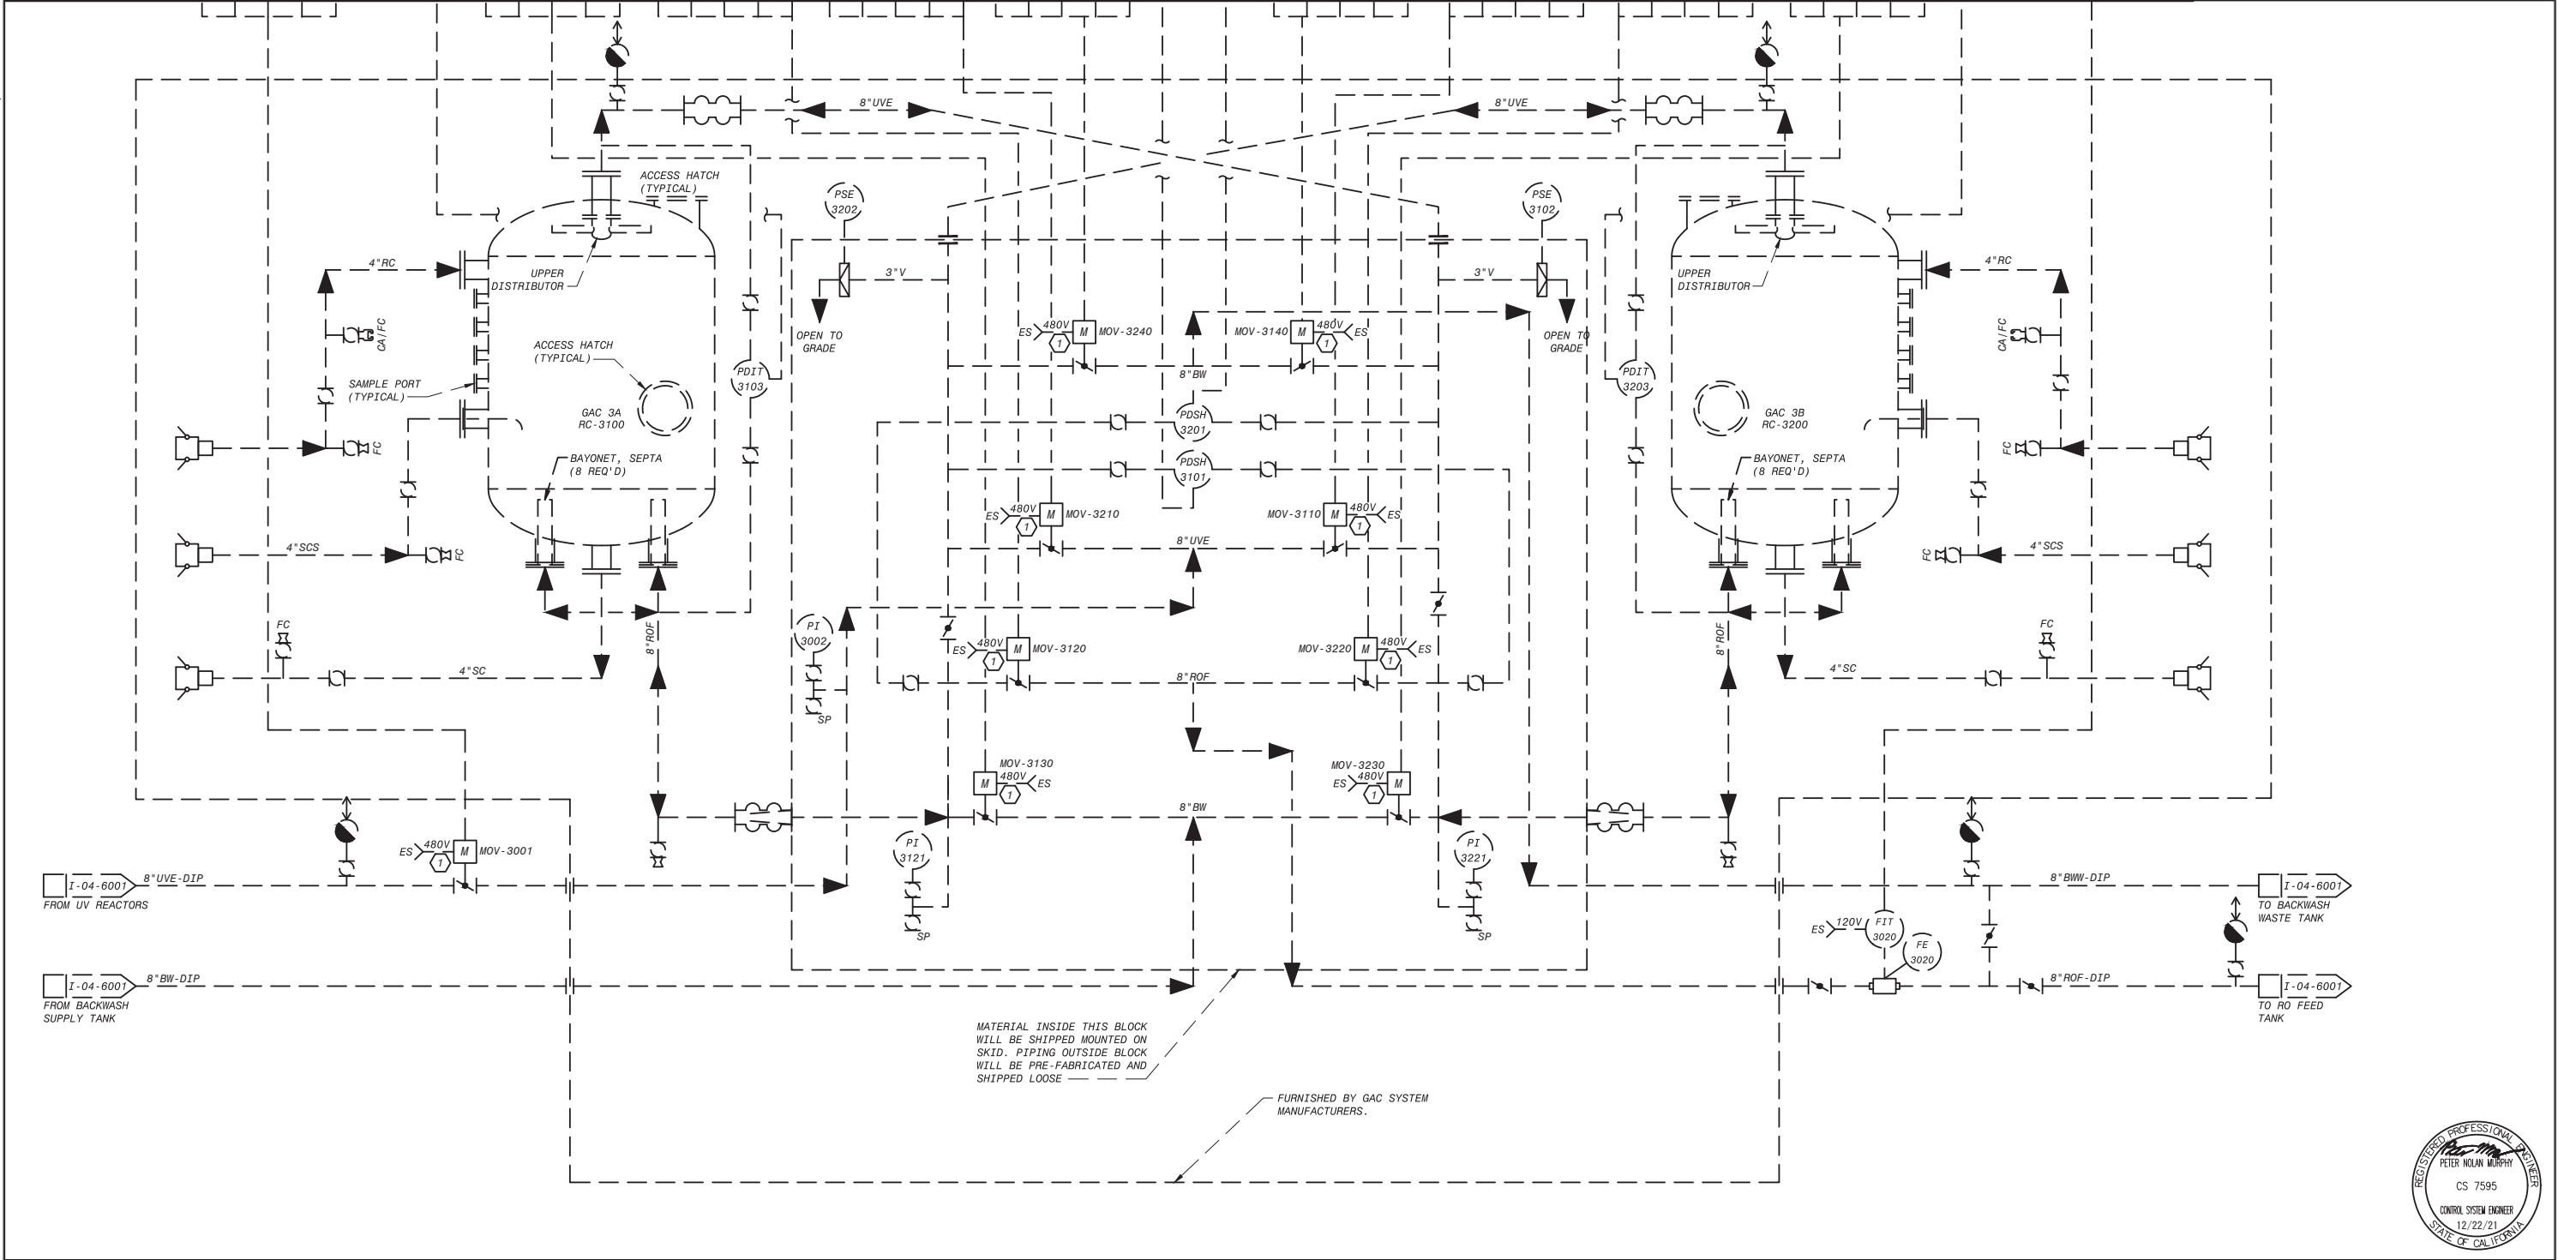 8"UVE
8"UVE
ACCESS HATCH
(TYPICAL)
PSE
3202
PSE
3102
4"RC
UPPER
DISTRIBUTOR
3"V
3"V
UPPER
DISTRIBUTOR
4"RC
CA/FC
OPEN TO
GRADE
ES
480V
M
MOV-3240
1
MOV-3140
M
480V
ES
1
OPEN TO
GRADE
CA/FC
ACCESS HATCH
(TYPICAL)
PDIT
3103
8"BW
PDIT
3203
SAMPLE PORT
(TYPICAL)
GAC 3A
RC-3100
PDSH
3201
GAC 3B
RC-3200
FC
FC
BAYONET, SEPTA
(8 REQ'D)
PDSH
3101
BAYONET, SEPTA
(8 REQ'D)
ES
480V
M
MOV-3210
1
MOV-3110
M
480V
ES
1
4"SCS
FC
8"UVE
FC
4"SCS
FC
8"ROF
PI
3002
ES
480V
M
MOV-3120
1
MOV-3220
M
480V
ES
1
8"ROF
FC
4"SC
8"ROF
4"SC
SP
MOV-3130
M
480V
ES
1
MOV-3230
ES
480V
M
1
8"BW
ES
480V
M
MOV-3001
1
PI
3121
PI
3221
I-04-6001
8"UVE-DIP
FROM UV REACTORS
8"BWW-DIP
I-04-6001
TO BACKWASH
WASTE TANK
SP
SP
ES
120V
FIT
3020
FE
3020
I-04-6001
8"BW-DIP
FROM BACKWASH
SUPPLY TANK
8"ROF-DIP
I-04-6001
TO RO FEED
TANK
MATERIAL INSIDE THIS BLOCK
WILL BE SHIPPED MOUNTED ON
SKID. PIPING OUTSIDE BLOCK
WILL BE PRE-FABRICATED AND
SHIPPED LOOSE
FURNISHED BY GAC SYSTEM
MANUFACTURERS.
REGISTERED PROFESSIONAL ENGINEER
PETER NOLAN MURPHY
CS 7595
CONTROL SYSTEM ENGINEER
12/22/21
STATE OF CALIFORNIA